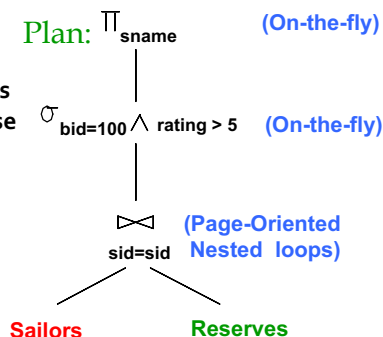 Plan: ∏ sname (On-the-fly)
s
se
σ bid=100 ∧ rating > 5 (On-the-fly)
⋈ (Page-Oriented
sid=sid Nested loops)
Sailors Reserves